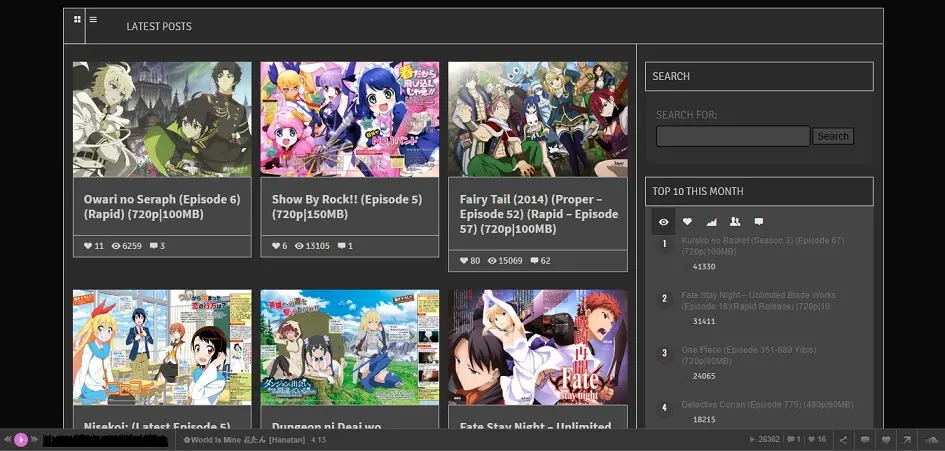 LATEST POSTS
Owari no Seraph (Episode 6)
(Rapid) (720p|100MB)
11 6259 3
Show By Rock!! (Episode 5)
(720p|150MB)
6 13105 1
Fairy Tail (2014) (Proper –
Episode 52) (Rapid – Episode
57) (720p|100MB)
80 15069 62
Nisekoi: (Latest Episode 5)
Dungeon ni Deai wo
Fate Stay Night – Unlimited
Fate
stay night
SEARCH
SEARCH FOR:
Search
TOP 10 THIS MONTH
1
Kuroko no Basket (Season 3) (Episode 67)
(720p|100MB)
41330
2
Fate Stay Night – Unlimited Blade Works
(Episode 18)(Rapid Release) (720p|10...
31411
3
One Piece (Episode 351-689 Yibis)
(720p|90MB)
24065
4
Detective Conan (Episode 775) (480p|60MB)
18215
✿World Is Mine 花たん [Hanatan] 4.13
26362 1 16